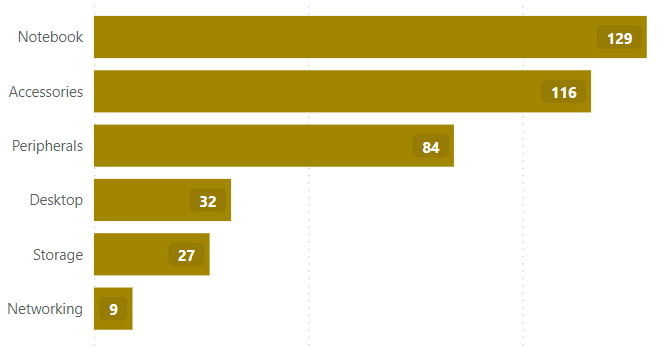 Notebook 129
Accessories 116
Peripherals 84
Desktop 32
Storage 27
Networking 9